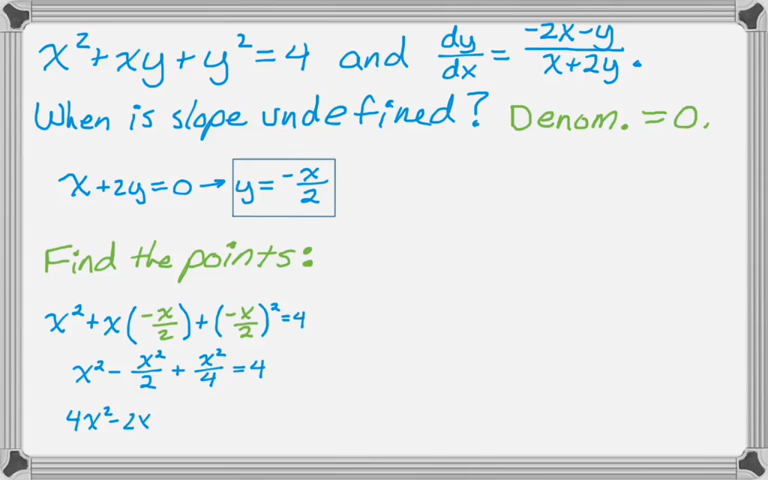 x² + xy + y² = 4 and dy/dx = (-2x-y)/(x+2y).
When is slope undefined? Denom. = 0.
x+2y=0 → y = -x/2
Find the points:
x² + x(-x/2) + (-x/2)² = 4
x² - x²/2 + x²/4 = 4
4x² - 2x